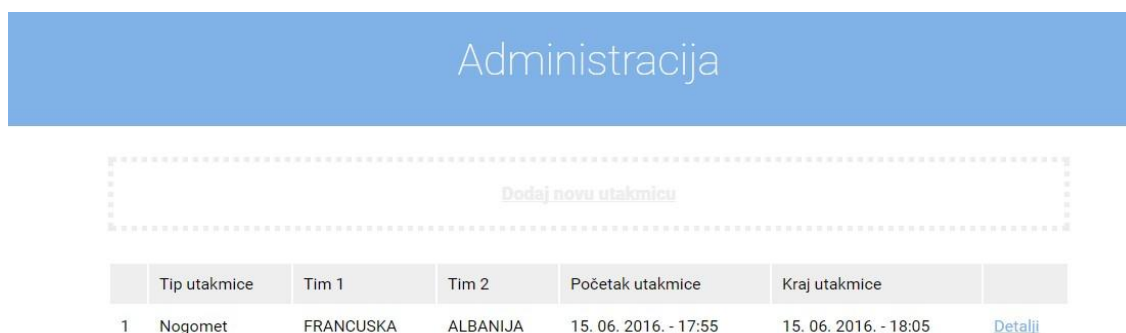 Administracija
Dodaj novu utakmicu
Tip utakmice Tim 1 Tim 2 Početak utakmice Kraj utakmice
1 Nogomet FRANCUSKA ALBANIJA 15. 06. 2016. - 17:55 15. 06. 2016. - 18:05 Detalji